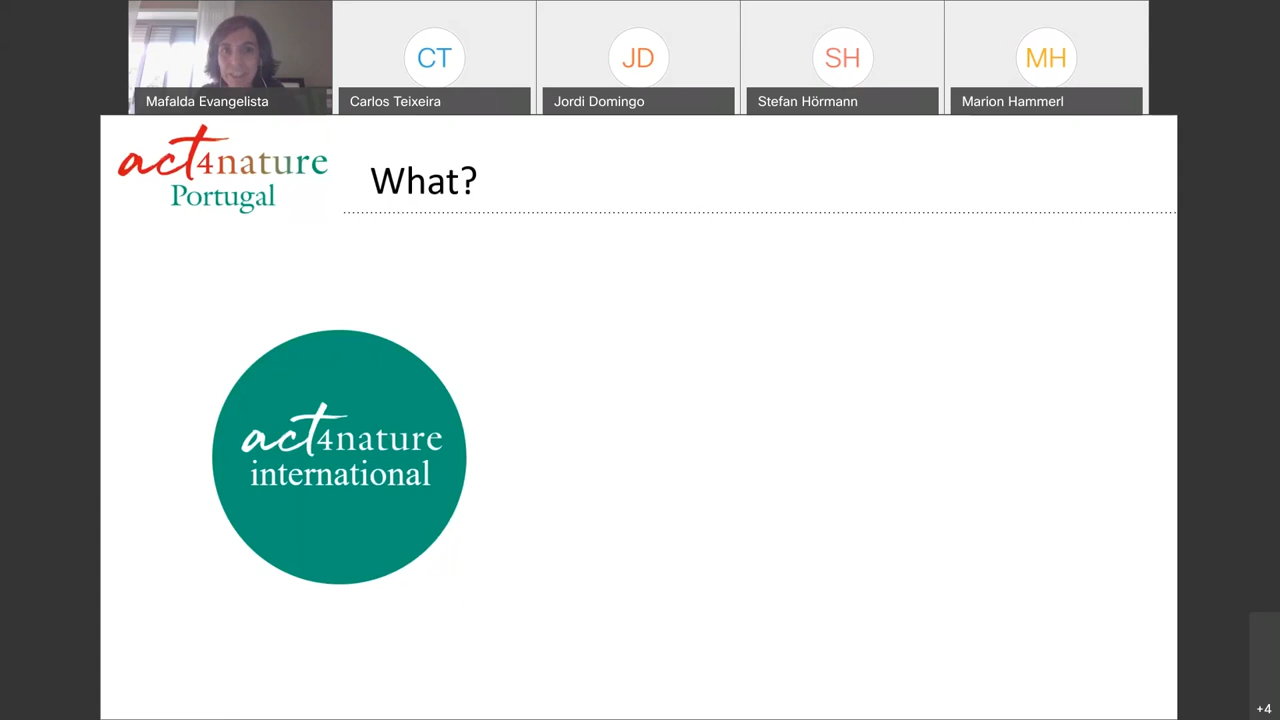 CT
JD
SH
MH
Mafalda Evangelista
Carlos Teixeira
Jordi Domingo
Stefan Hörmann
Marion Hammerl
act4nature
Portugal
What?
act4nature
international
+4